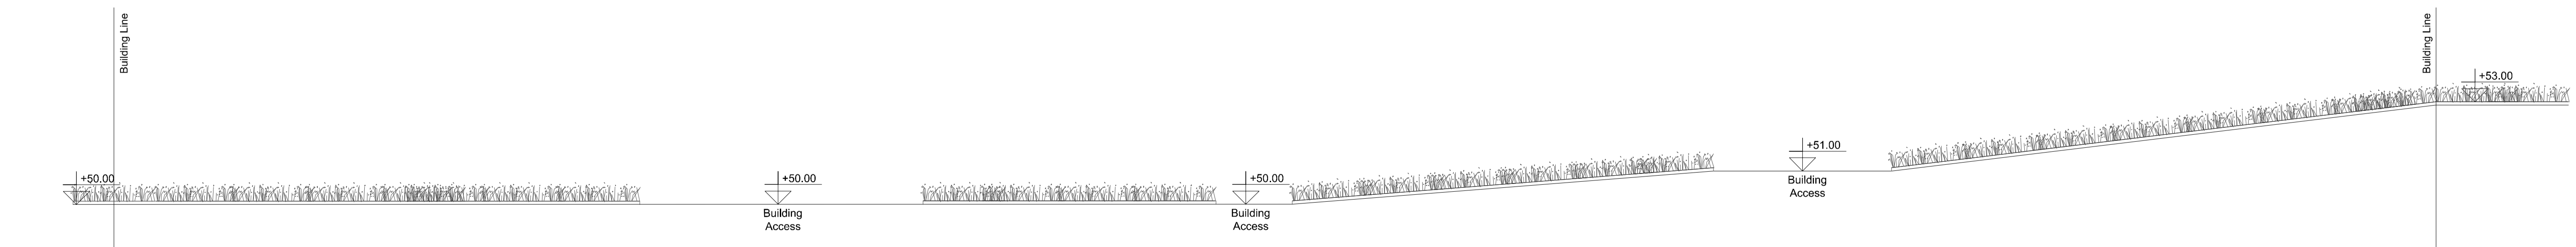 Building Line
+50.00
+50.00
Building
Access
+50.00
Building
Access
+51.00
Building
Access
Building Line
+53.00